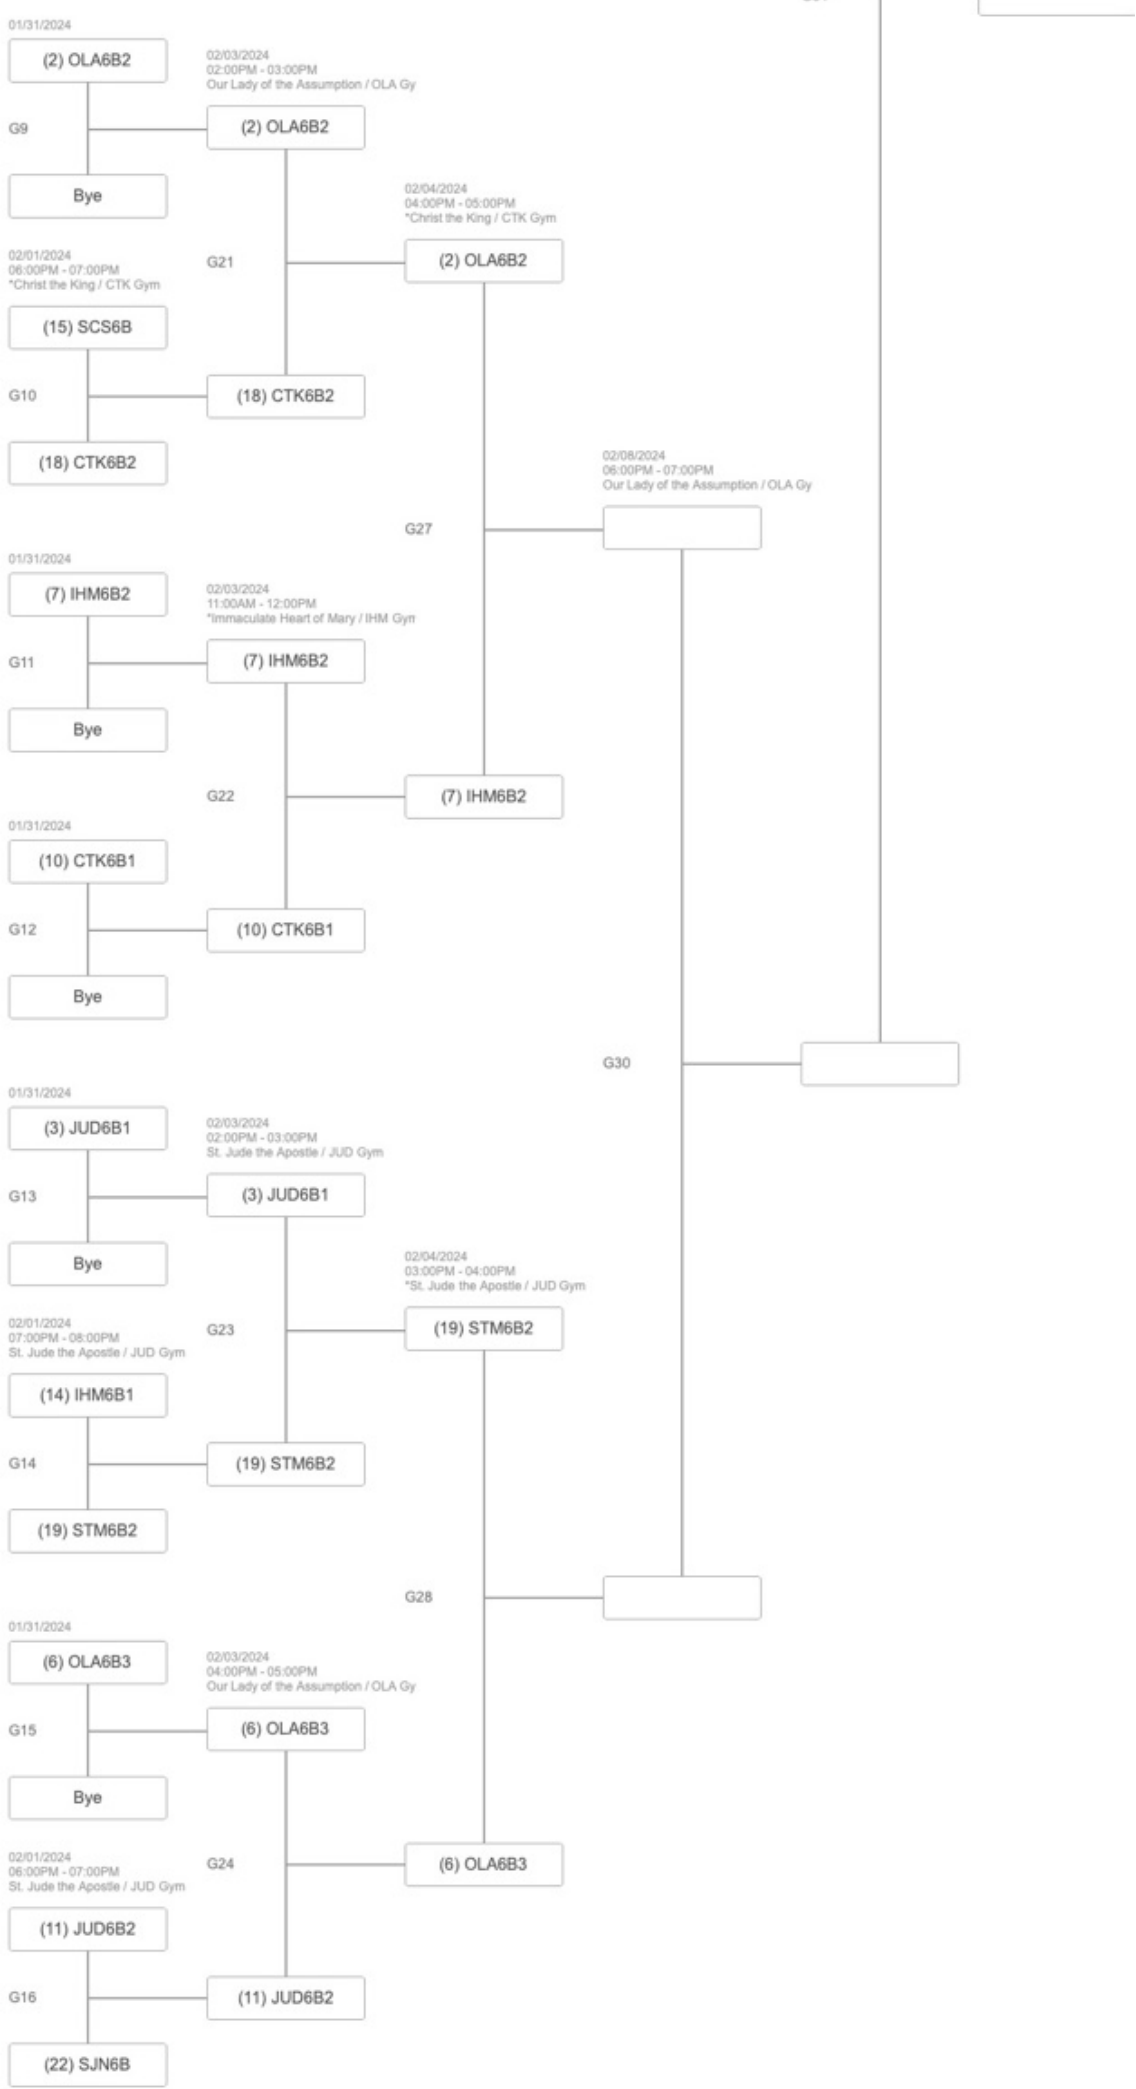 01/31/2024
(2) OLA6B2
G9
Bye
02/03/2024
02:00PM - 03:00PM
Our Lady of the Assumption / OLA Gy
(2) OLA6B2
02/01/2024
06:00PM - 07:00PM
*Christ the King / CTK Gym
(15) SCS6B
G10
(18) CTK6B2
G21
(18) CTK6B2
02/04/2024
04:00PM - 05:00PM
*Christ the King / CTK Gym
(2) OLA6B2
01/31/2024
(7) IHM6B2
G11
Bye
02/03/2024
11:00AM - 12:00PM
*Immaculate Heart of Mary / IHM Gym
(7) IHM6B2
G22
01/31/2024
(10) CTK6B1
G12
Bye
(10) CTK6B1
G27
(7) IHM6B2
02/08/2024
06:00PM - 07:00PM
Our Lady of the Assumption / OLA Gy
01/31/2024
(3) JUD6B1
G13
Bye
02/03/2024
02:00PM - 03:00PM
St. Jude the Apostle / JUD Gym
(3) JUD6B1
G23
02/01/2024
07:00PM - 08:00PM
St. Jude the Apostle / JUD Gym
(14) IHM6B1
G14
(19) STM6B2
(19) STM6B2
02/04/2024
03:00PM - 04:00PM
*St. Jude the Apostle / JUD Gym
(19) STM6B2
G30
01/31/2024
(6) OLA6B3
G15
Bye
02/03/2024
04:00PM - 05:00PM
Our Lady of the Assumption / OLA Gy
(6) OLA6B3
G24
02/01/2024
06:00PM - 07:00PM
St. Jude the Apostle / JUD Gym
(11) JUD6B2
G16
(22) SJN6B
(11) JUD6B2
G28
(6) OLA6B3